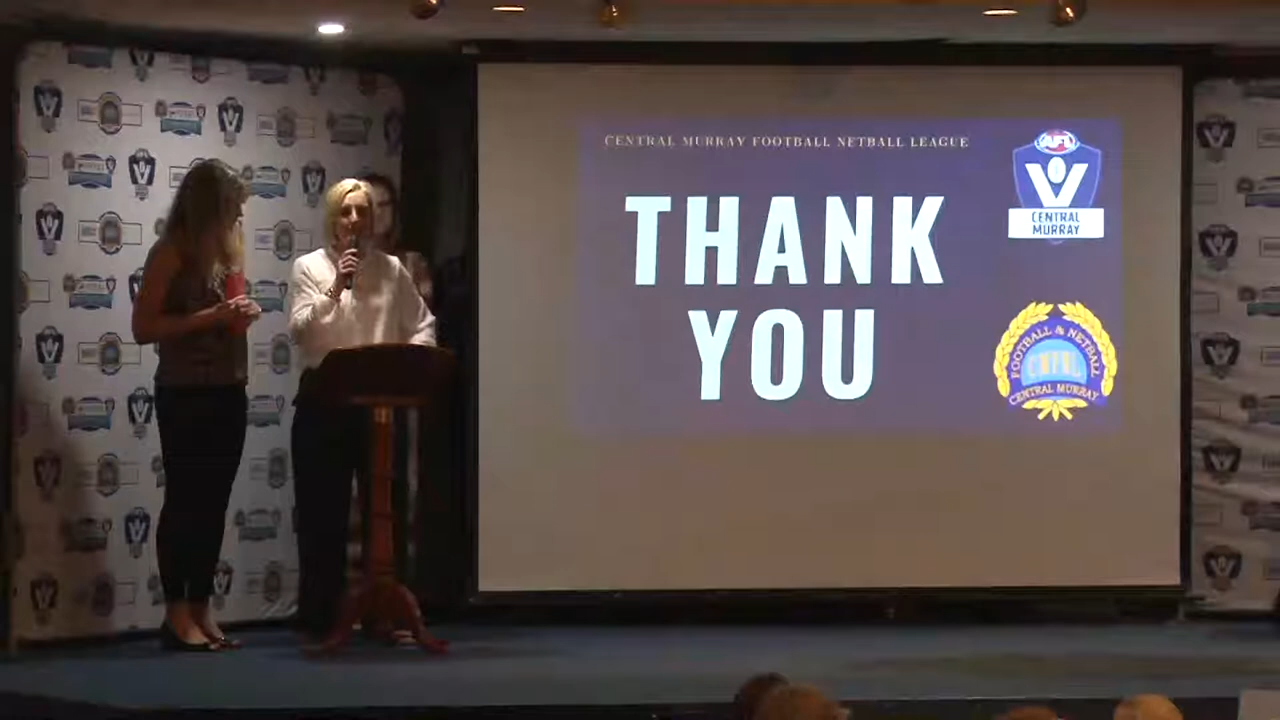 CENTRAL MURRAY FOOTBALL NETBALL LEAGUE
THANK
YOU
AFL
V
CENTRAL
MURRAY
FOOTBALL & NETBALL
CMFNL
CENTRAL MURRAY